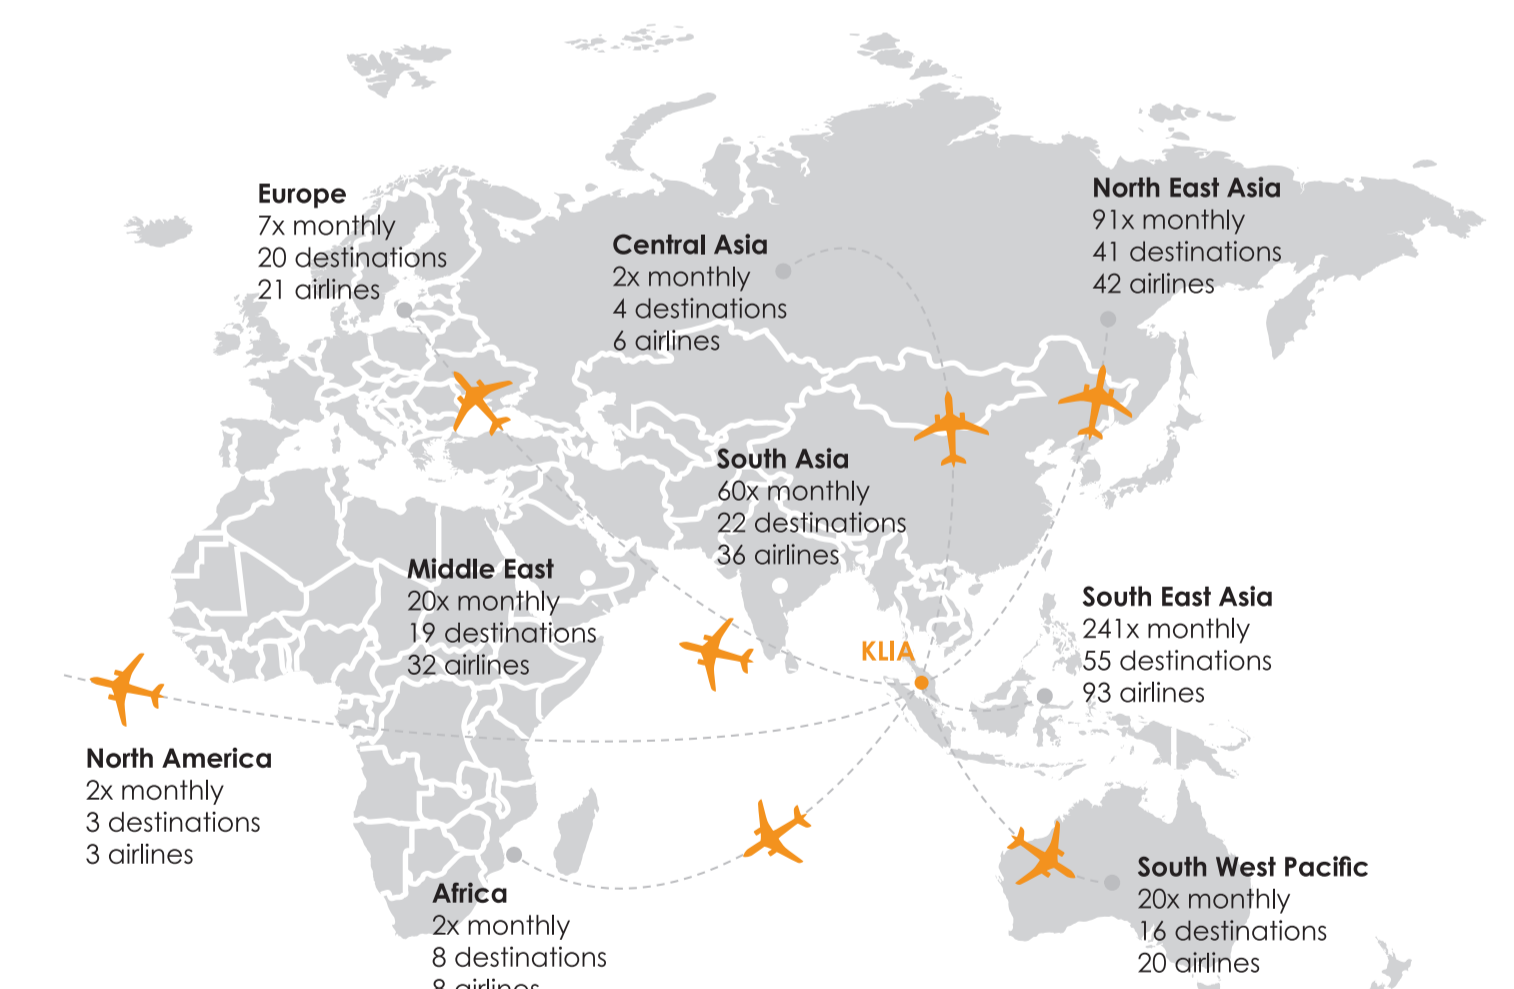 Europe
7x monthly
20 destinations
21 airlines
Central Asia
2x monthly
4 destinations
6 airlines
North East Asia
91x monthly
41 destinations
42 airlines
South Asia
60x monthly
22 destinations
36 airlines
Middle East
20x monthly
19 destinations
32 airlines
KLIA
South East Asia
241x monthly
55 destinations
93 airlines
North America
2x monthly
3 destinations
3 airlines
Africa
2x monthly
8 destinations
8 airlines
South West Pacific
20x monthly
16 destinations
20 airlines